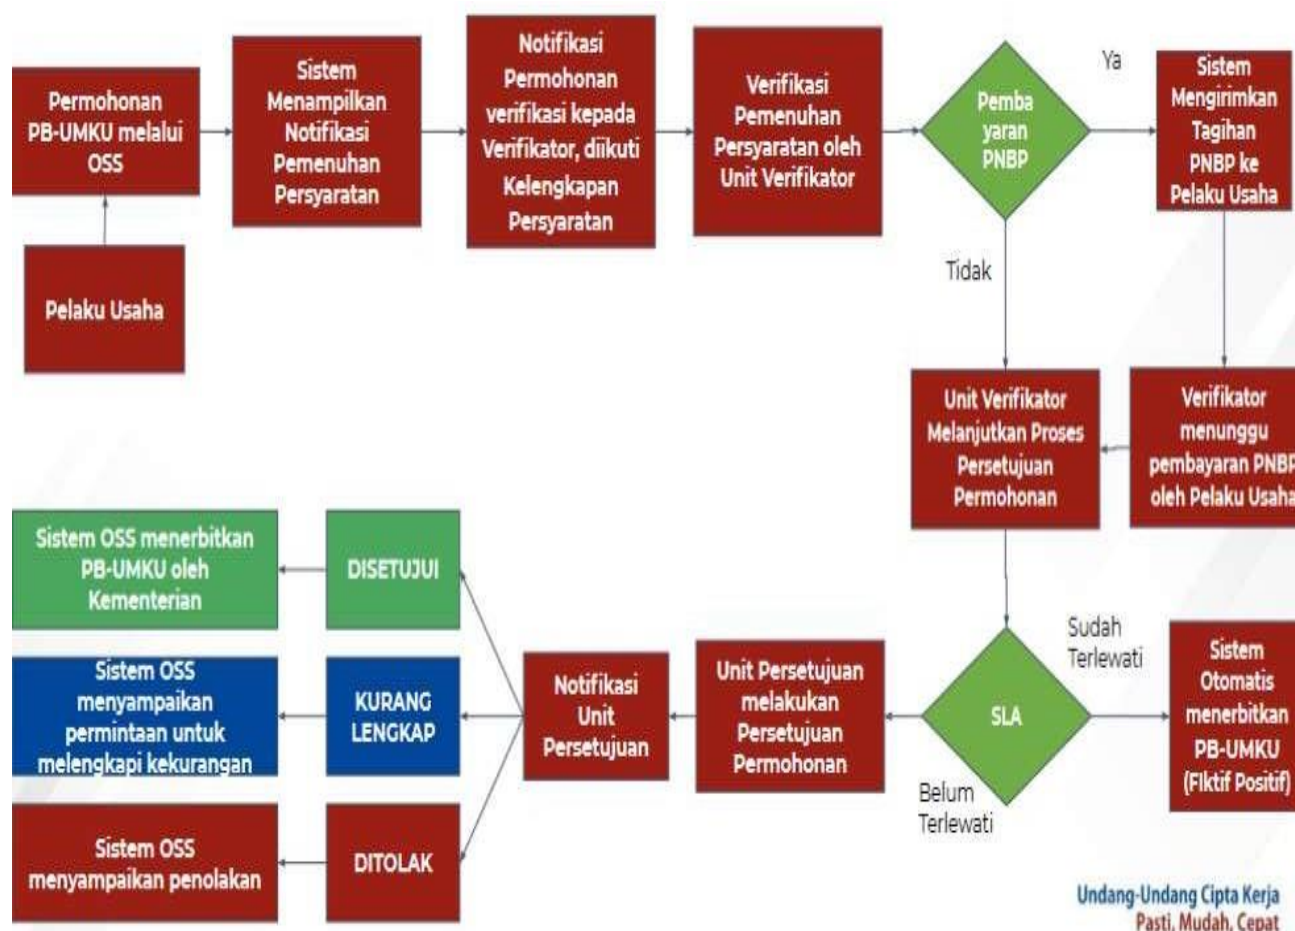 Permohonan
PB-UMKU melalui
OSS
Pelaku Usaha
Sistem
Menampilkan
Notifikasi
Pemenuhan
Persyaratan
Notifikasi
Permohonan
verifikasi kepada
Verifikator, diikuti
Kelengkapan
Persyaratan
Verifikasi
Pemenuhan
Persyaratan oleh
Unit Verifikator
Pemba
yaran
PNBP
Ya
Sistem
Mengirimkan
Tagihan
PNBP ke
Pelaku Usaha
Tidak
Unit Verifikator
Melanjutkan Proses
Persetujuan
Permohonan
Verifikator
menunggu
pembayaran PNBP
oleh Pelaku Usaha
SLA
Sudah
Terlewati
Sistem
Otomatis
menerbitkan
PB-UMKU
(FIktif Positif)
Belum
Terlewati
Unit Persetujuan
melakukan
Persetujuan
Permohonan
Notifikasi
Unit
Persetujuan
DISETUJUI
Sistem OSS menerbitkan
PB-UMKU oleh
Kementerian
KURANG
LENGKAP
Sistem OSS
menyampaikan
permintaan untuk
melengkapi kekurangan
DITOLAK
Sistem OSS
menyampaikan penolakan
Undang-Undang Cipta Kerja
Pasti, Mudah, Cepat